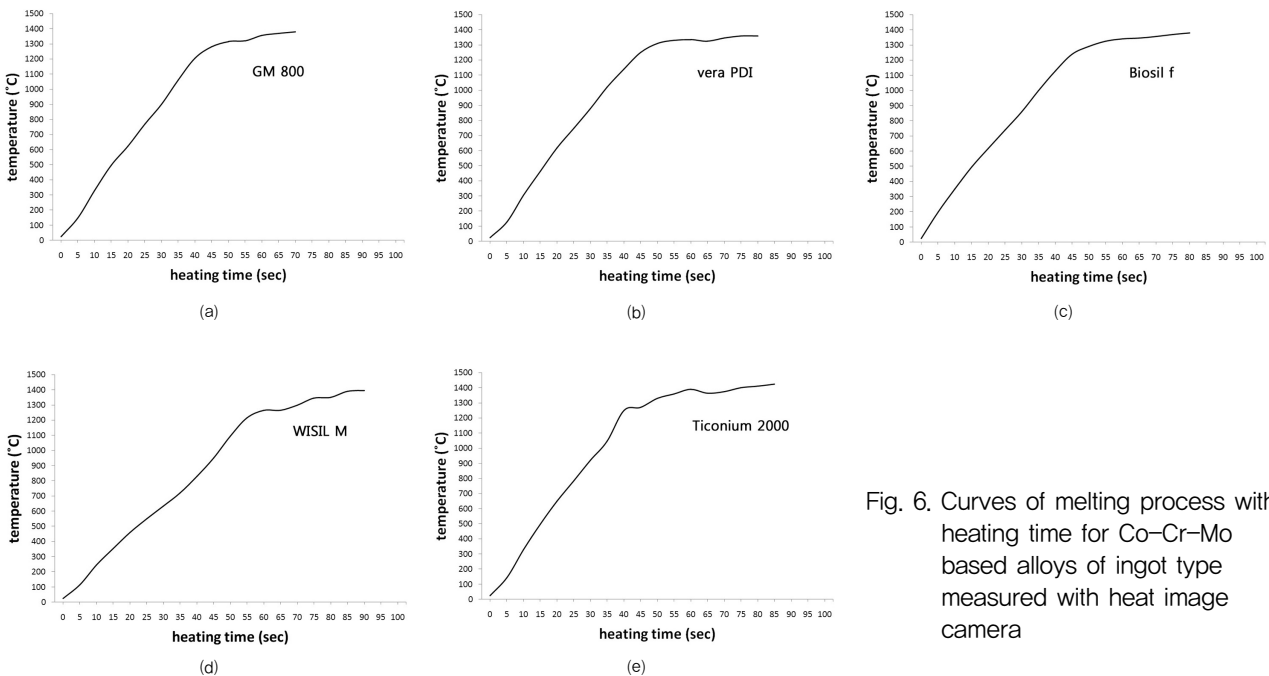 1500
1400
1300
1200
1100
1000
900
800
700
600
500
400
300
200
100
0
temperature (˚C)
GM 800
0 5 10 15 20 25 30 35 40 45 50 55 60 65 70 75 80 85 90 95 100
heating time (sec)
(a)
1500
1400
1300
1200
1100
1000
900
800
700
600
500
400
300
200
100
0
temperature (˚C)
vera PDI
0 5 10 15 20 25 30 35 40 45 50 55 60 65 70 75 80 85 90 95 100
heating time (sec)
(b)
1500
1400
1300
1200
1100
1000
900
800
700
600
500
400
300
200
100
0
temperature (˚C)
Biosil f
0 5 10 15 20 25 30 35 40 45 50 55 60 65 70 75 80 85 90 95 100
heating time (sec)
(c)
1500
1400
1300
1200
1100
1000
900
800
700
600
500
400
300
200
100
0
temperature (˚C)
WISIL M
0 5 10 15 20 25 30 35 40 45 50 55 60 65 70 75 80 85 90 95 100
heating time (sec)
(d)
1500
1400
1300
1200
1100
1000
900
800
700
600
500
400
300
200
100
0
temperature (˚C)
Ticonium 2000
0 5 10 15 20 25 30 35 40 45 50 55 60 65 70 75 80 85 90 95 100
heating time (sec)
(e)
Fig. 6. Curves of melting process with
heating time for Co-Cr-Mo
based alloys of ingot type
measured with heat image
camera